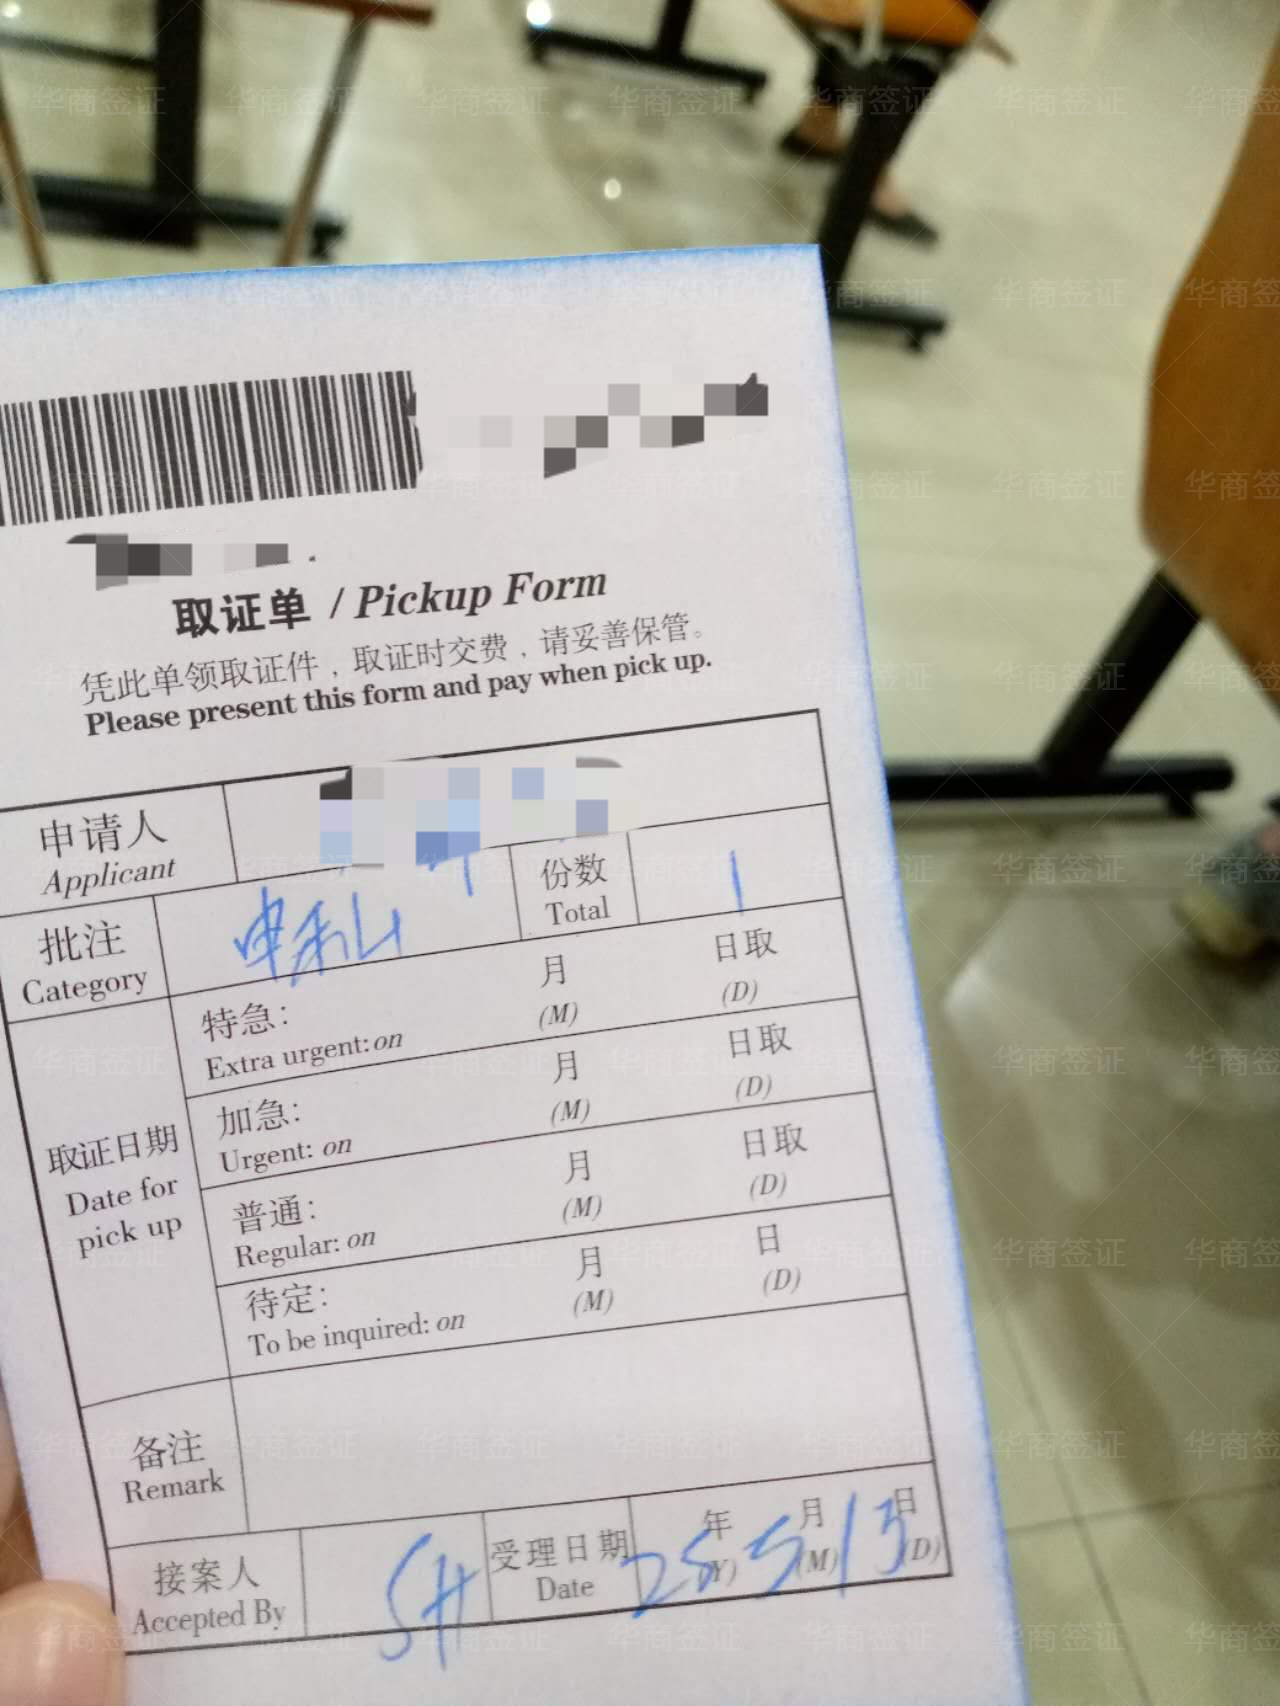 取证单 / Pickup Form
凭此单领取证件，取证时交费，请妥善保管。
Please present this form and pay when pick up.
申请人
Applicant
批注
Category
份数
Total
1
取证日期
Date for
pick up
特急：
Extra urgent: on
月
(M)
日取
(D)
加急：
Urgent: on
月
(M)
日取
(D)
普通：
Regular: on
月
(M)
日取
(D)
待定：
To be inquired: on
月
(M)
日
(D)
备注
Remark
接案人
Accepted By
SH
受理日期
Date
年
(Y)
5
月
(M)
13
日
(D)
华商签证